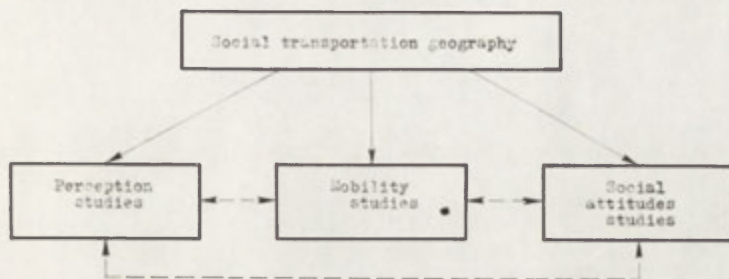 Social transportation geography
Perception
studies
Mobility
studies
Social
attitudes
studies